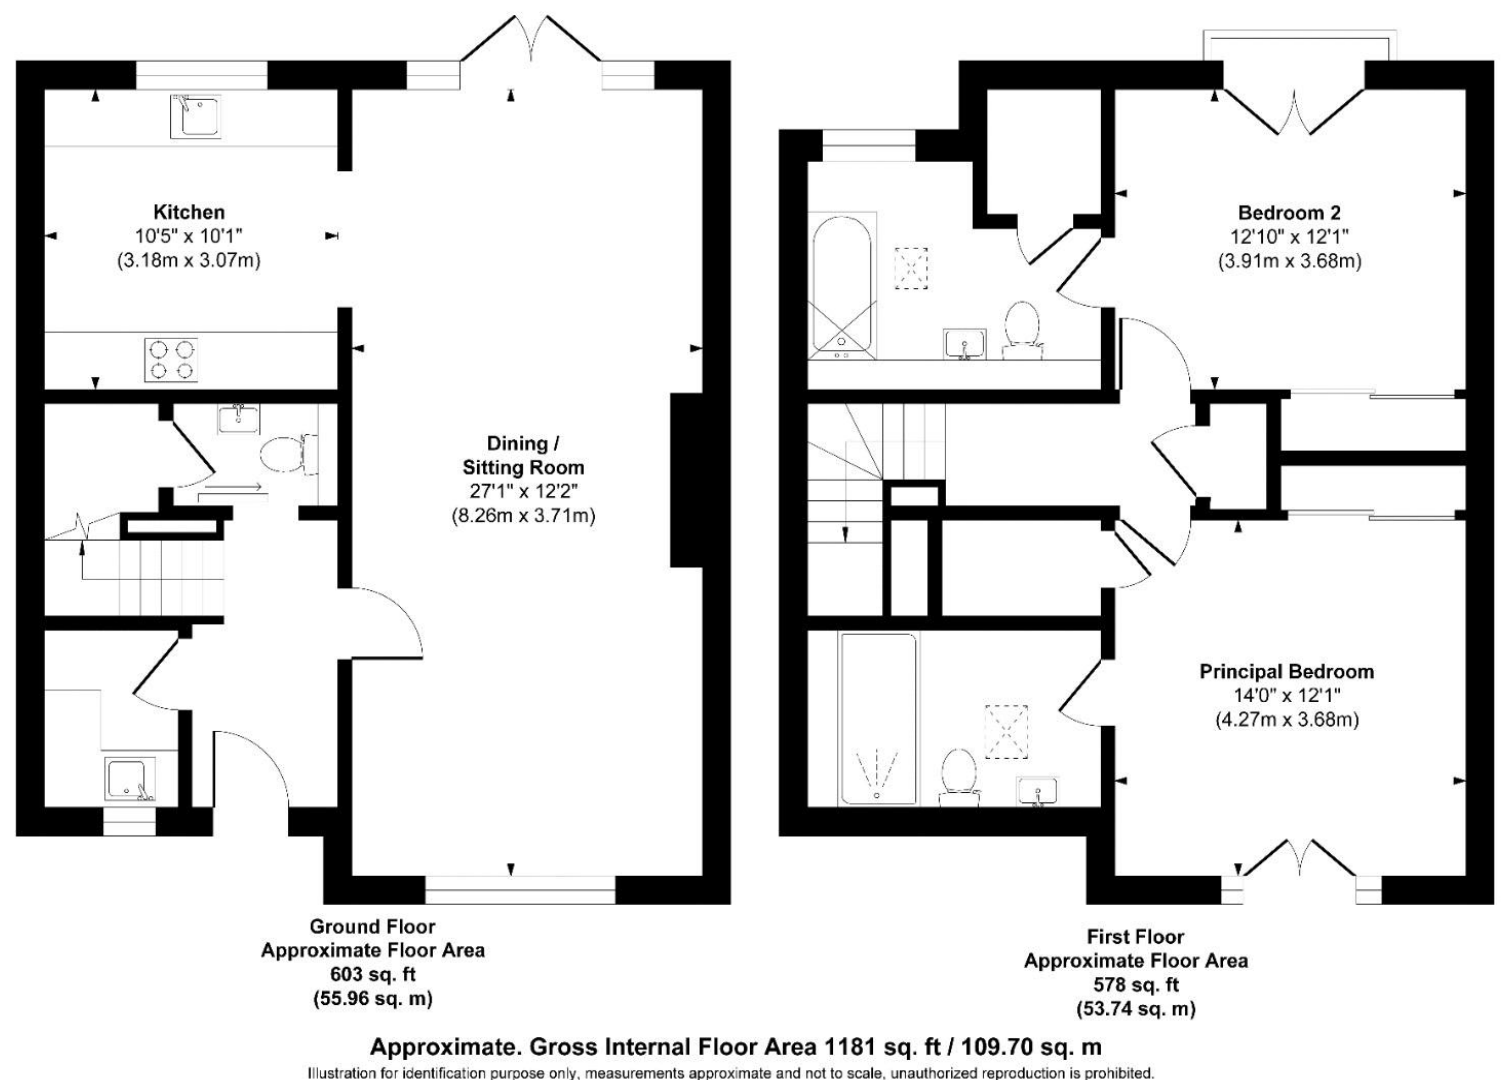 Kitchen
10'5" x 10'1"
(3.18m x 3.07m)
Dining /
Sitting Room
27'1" x 12'2"
(8.26m x 3.71m)
Bedroom 2
12'10" x 12'1"
(3.91m x 3.68m)
Principal Bedroom
14'0" x 12'1"
(4.27m x 3.68m)
Ground Floor
Approximate Floor Area
603 sq. ft
(55.96 sq. m)
First Floor
Approximate Floor Area
578 sq. ft
(53.74 sq. m)
Approximate. Gross Internal Floor Area 1181 sq. ft / 109.70 sq. m
Illustration for identification purpose only, measurements approximate and not to scale, unauthorized reproduction is prohibited.